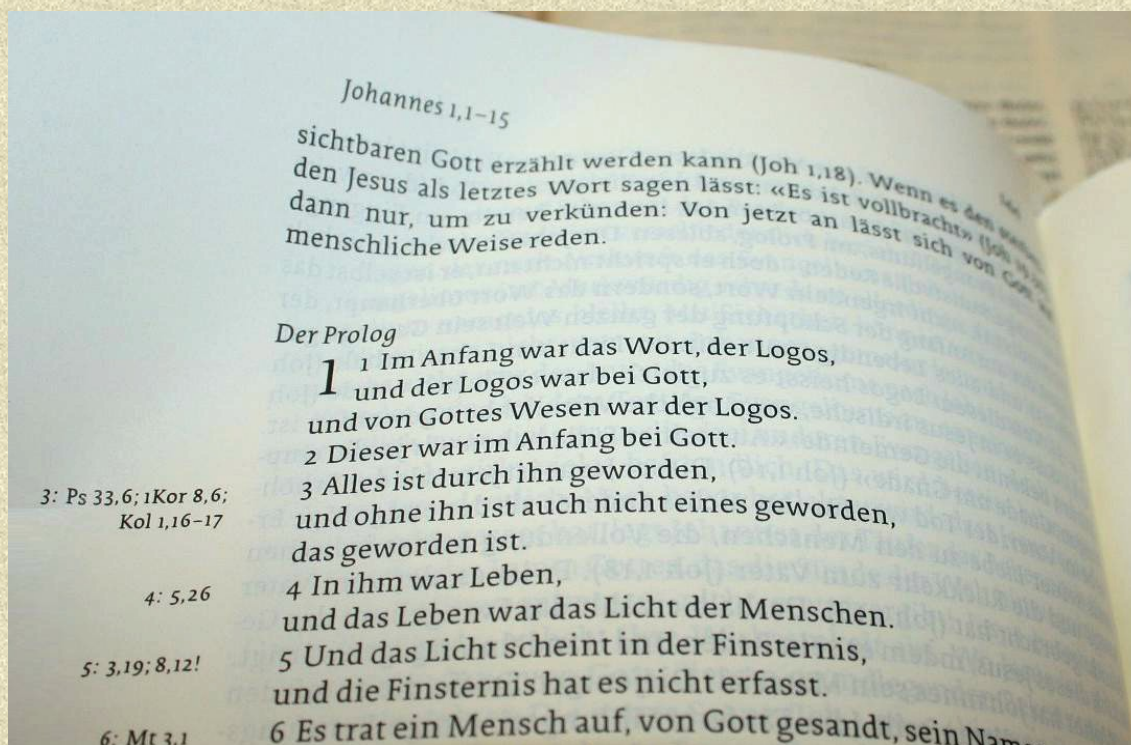 Johannes 1,1–15
sichtbaren Gott erzählt werden kann (Joh 1,18). Wenn es den
den Jesus als letztes Wort sagen lässt: «Es ist vollbracht» (Joh
dann nur, um zu verkünden: Von jetzt an lässt sich von Gott
menschliche Weise reden.
Der Prolog
1 1 Im Anfang war das Wort, der Logos,
und der Logos war bei Gott,
und von Gottes Wesen war der Logos.
2 Dieser war im Anfang bei Gott.
3 Alles ist durch ihn geworden,
3: Ps 33,6; 1Kor 8,6;
und ohne ihn ist auch nicht eines geworden,
Kol 1,16–17
das geworden ist.
4 In ihm war Leben,
4: 5,26
und das Leben war das Licht der Menschen.
5 Und das Licht scheint in der Finsternis,
5: 3,19; 8,12!
und die Finsternis hat es nicht erfasst.
6 Es trat ein Mensch auf, von Gott gesandt, sein
6: Mt 3,1